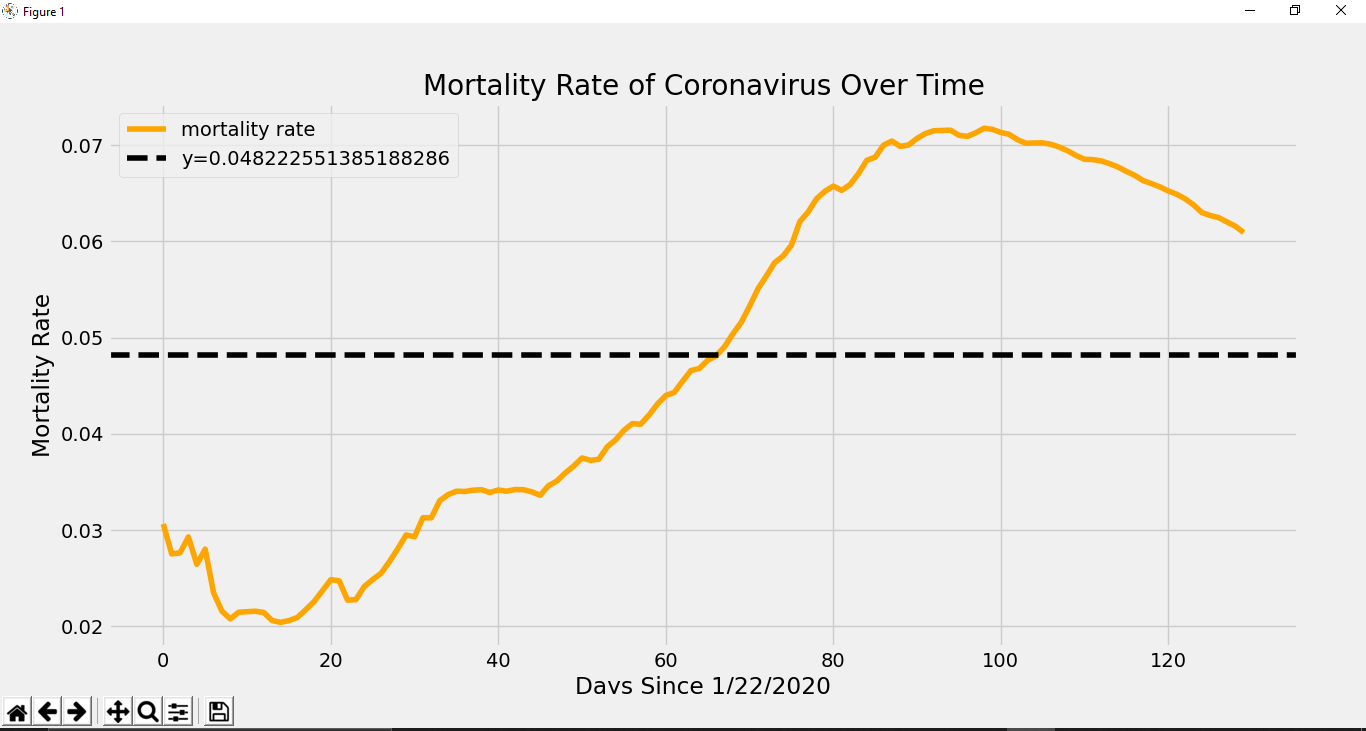 Figure 1
Mortality Rate of Coronavirus Over Time
mortality rate
y=0.048222551385188286
0.07
0.06
0.05
0.04
0.03
0.02
Mortality Rate
0 20 40 60 80 100 120
Days Since 1/22/2020